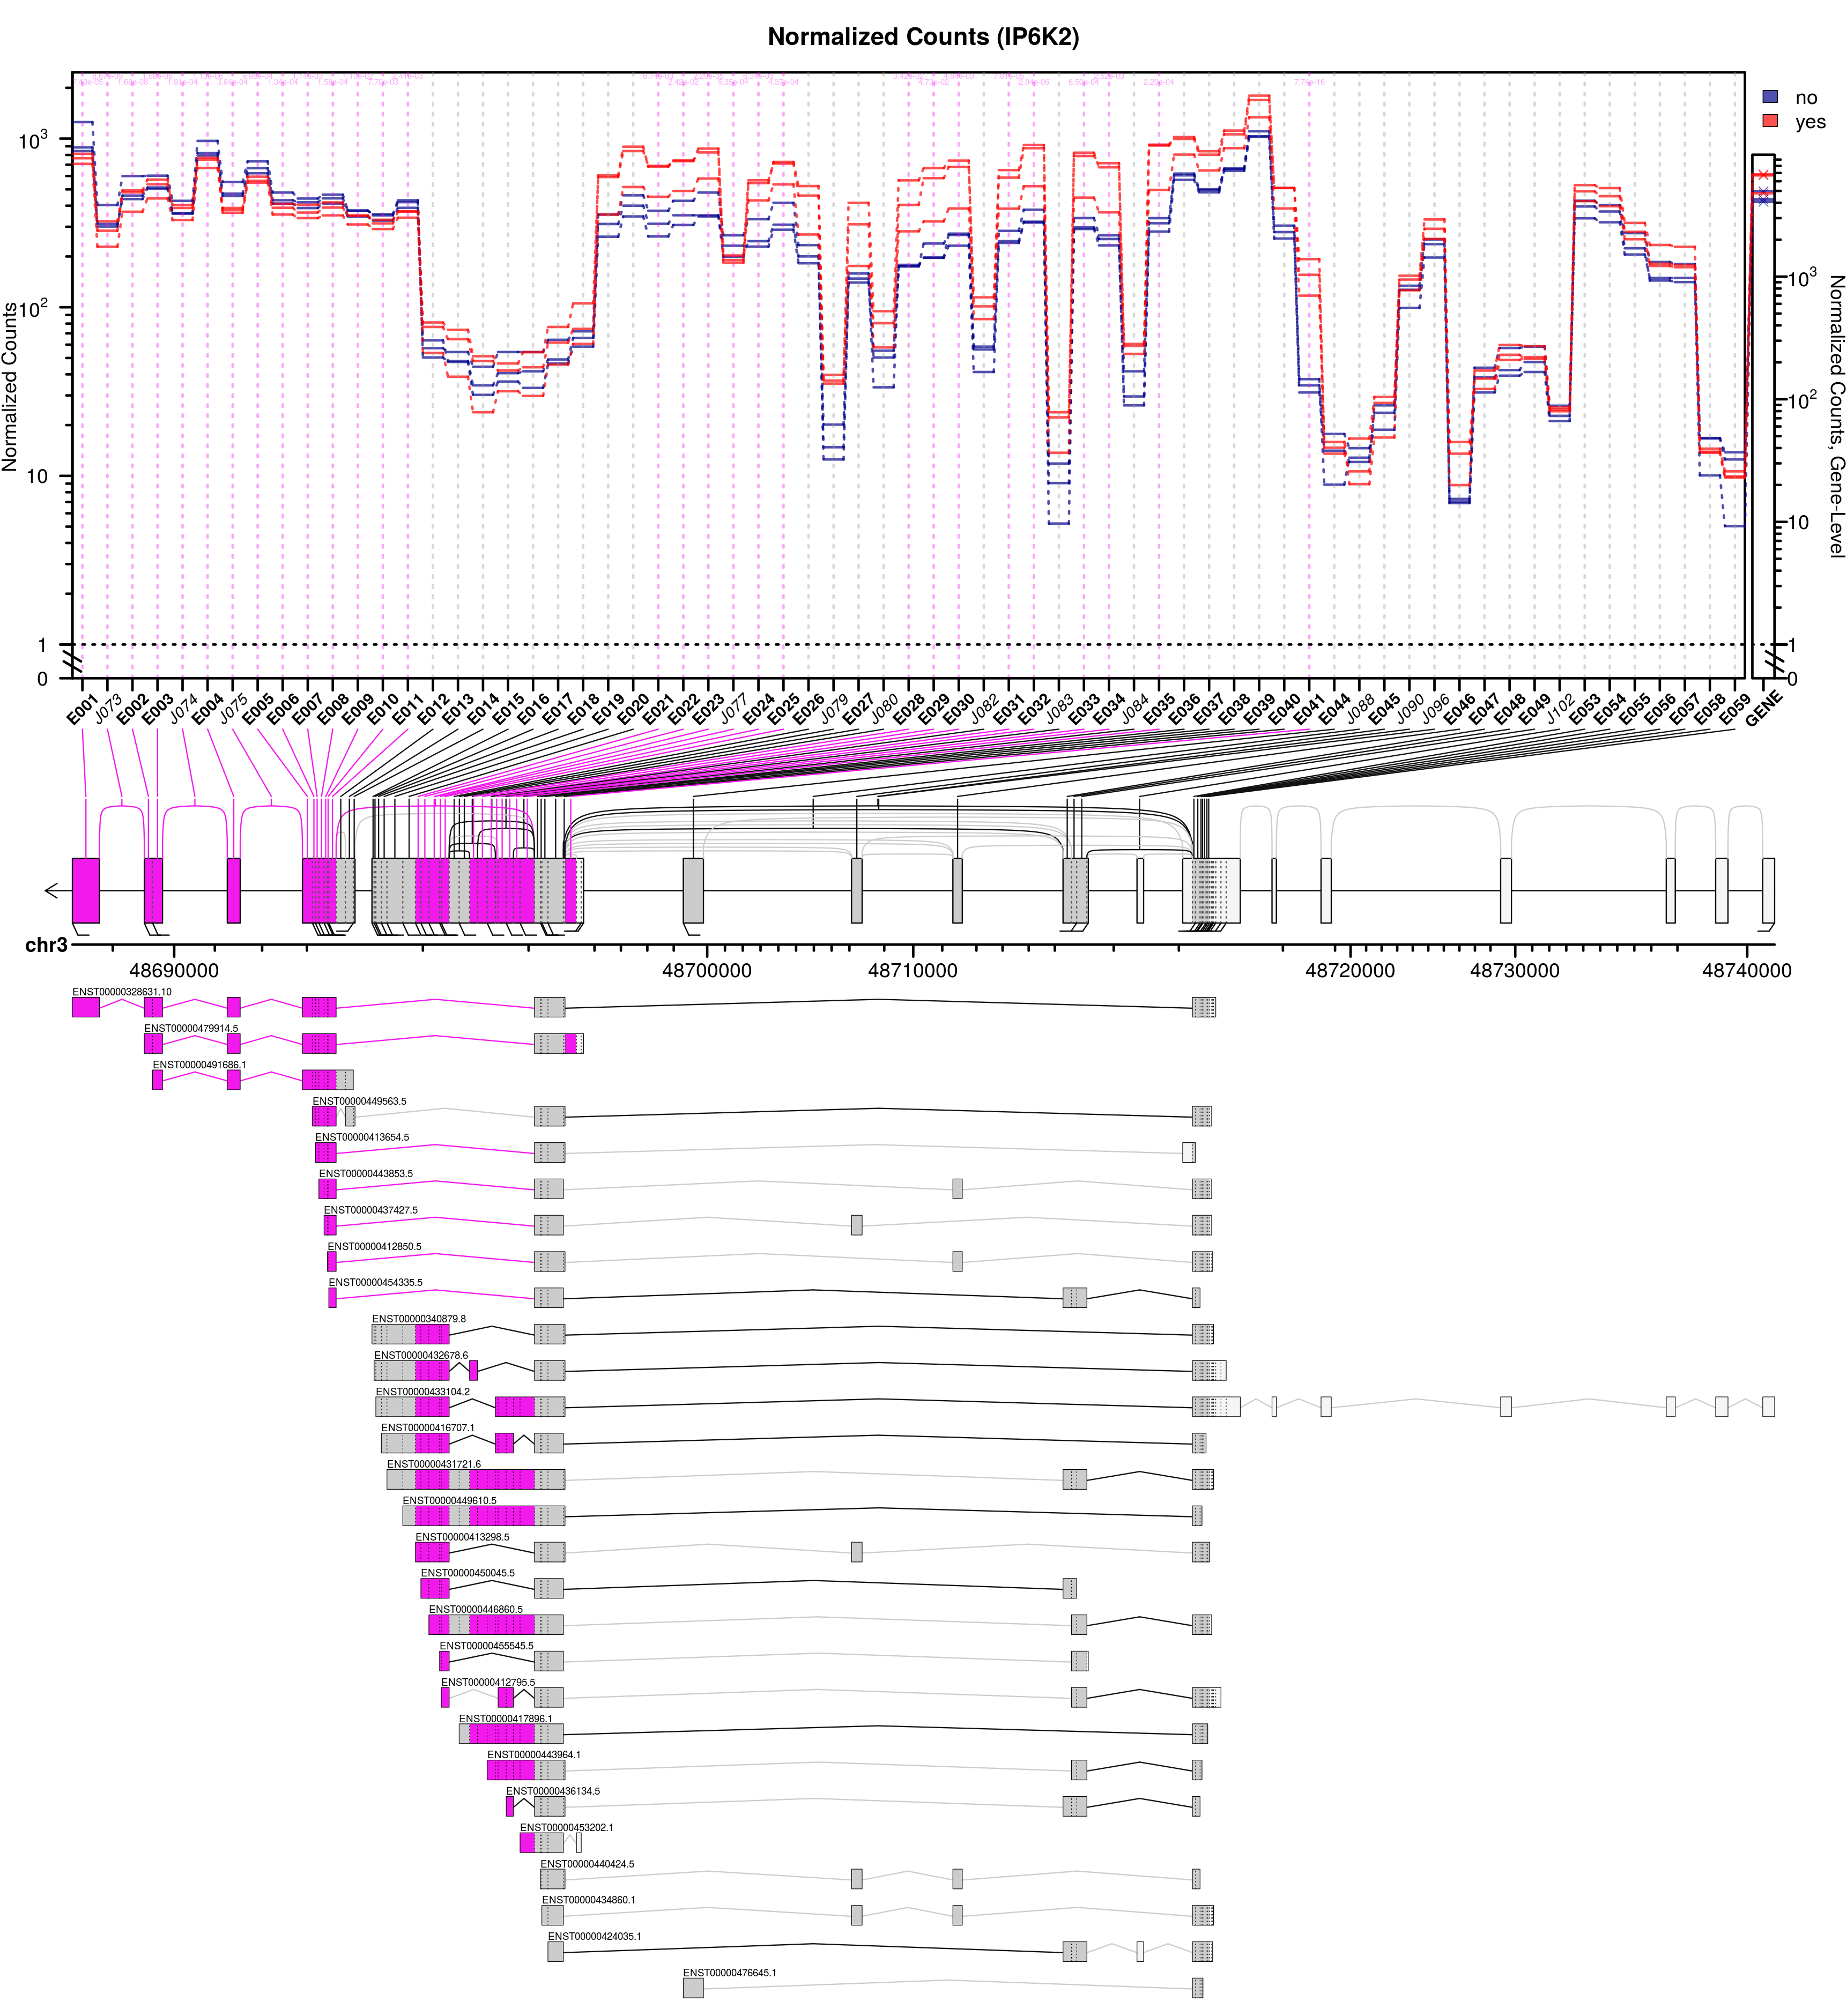 Normalized Counts (IP6K2)
no
yes
Normalized Counts
10³
10²
10
1
0
Normalized Counts, Gene-Level
10³
10²
10
1
0
E001 J073 E002 E003 J074 E004 J075 E005 E006 E007 E008 E009 E010 E011 E012 E013 E014 E015 E016 E017 E018 E019 E020 E021 E022 E023 J077 E024 E025 E026 J079 E027 J080 E028 E029 E030 J082 E031 E032 J083 E033 E034 J084 E035 E036 E037 E038 E039 E040 E041 E044 J088 E045 J090 J096 E046 E047 E048 E049 J102 E053 E054 E055 E056 E057 E058 E059 GENE
chr3
48690000 48700000 48710000 48720000 48730000 48740000
ENST00000328631.10
ENST00000479914.5
ENST00000491686.1
ENST00000449563.5
ENST00000413654.5
ENST00000443853.5
ENST00000437427.5
ENST00000412850.5
ENST00000454335.5
ENST00000340879.8
ENST00000432678.6
ENST00000433104.2
ENST00000416707.1
ENST00000431721.6
ENST00000449610.5
ENST00000413298.5
ENST00000450045.5
ENST00000446860.5
ENST00000455545.5
ENST00000412795.5
ENST00000417896.1
ENST00000443964.1
ENST00000436134.5
ENST00000453202.1
ENST00000440424.5
ENST00000434860.1
ENST00000424035.1
ENST00000476645.1